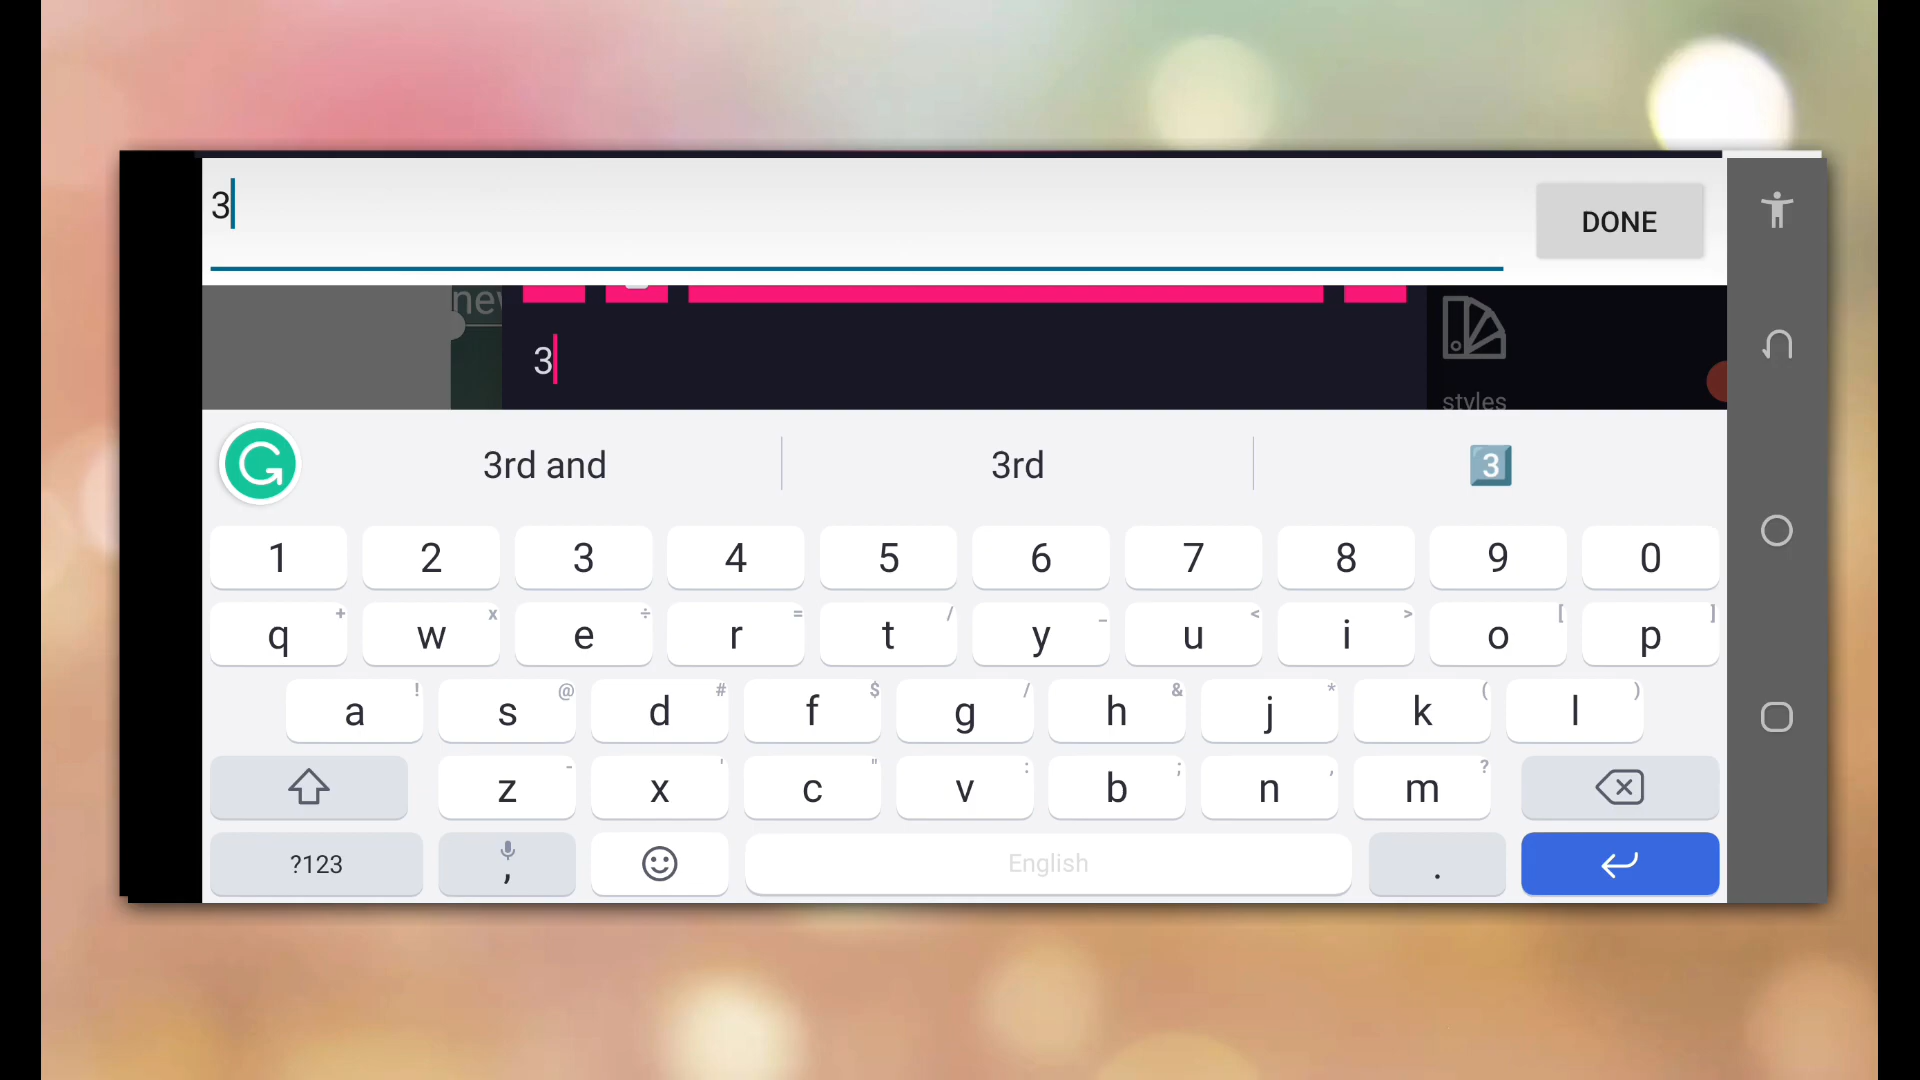 3
DONE
new
3
styles
3rd and
3rd
3
1 2 3 4 5 6 7 8 9 0
q + w x e ÷ r = t / y _ u < i > o [ p ]
a ! s @ d # f $ g / h & j * k ( l )
z - x ' c " v : b ; n , m ?
?123 , English .